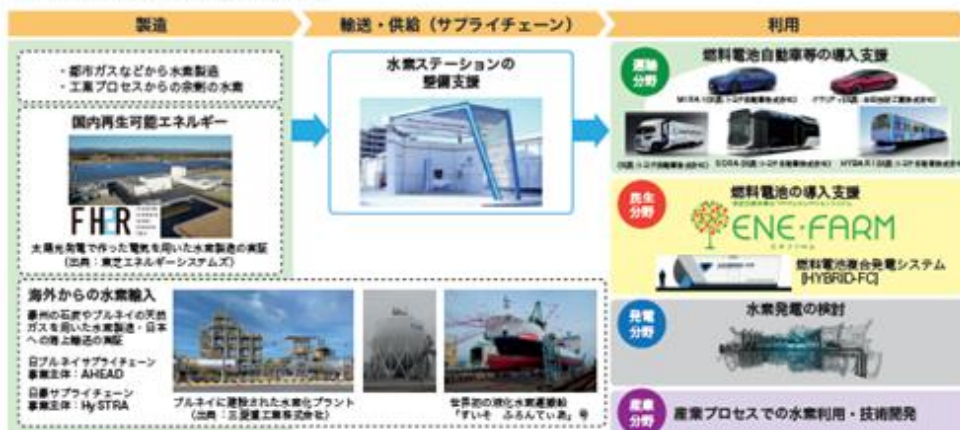 製造
輸送・供給（サプライチェーン）
利用
・都市ガスなどから水素製造
・工業プロセスからの余剰の水素
国内再生可能エネルギー
FH2R
太陽光発電で作った電気を用いた水素製造の実証
（出典：東芝エネルギーシステムズ）
水素ステーションの
整備支援
運輸
分野
燃料電池自動車等の導入支援
民生
分野
燃料電池の導入支援
ENE・FARM
エネファーム
燃料電池複合発電システム
[HYBRID-FC]
発電
分野
水素発電の検討
産業
分野
産業プロセスでの水素利用・技術開発
海外からの水素輸入
豪州の石炭やブルネイの天然
ガスを用いた水素製造・日本
への海上輸送の実証
日ブルネイサプライチェーン
事業主体：AHEAD
日豪サプライチェーン
事業主体：HySTRA
ブルネイに建設された水素化プラント
（出典：三菱重工業株式会社）
世界初の液化水素運搬船
「すいそ ふろんてぃあ」号